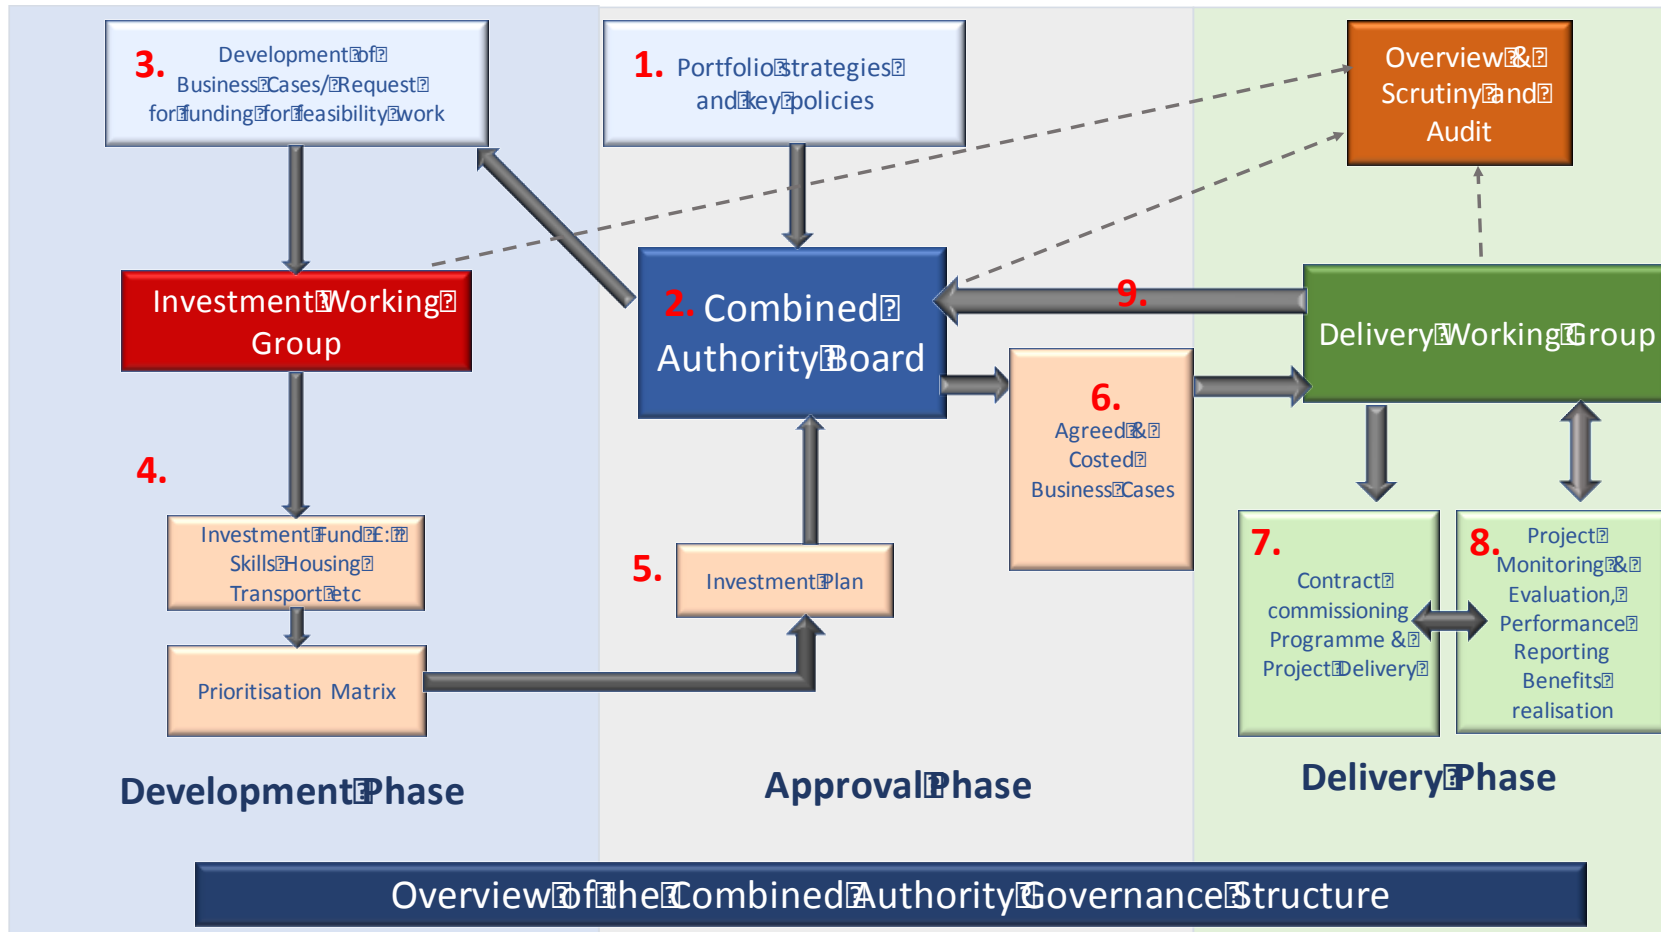 3.
Development of
Business Cases/ Request
for funding for feasibility work
1.
Portfolio strategies
and key policies
Overview &
Scrutiny and
Audit
Investment Working
Group
2.
Combined
Authority Board
9.
Delivery Working Group
4.
Investment Fund £:
Skills Housing
Transport etc
Prioritisation Matrix
5.
Investment Plan
6.
Agreed &
Costed
Business Cases
7.
Contract
commissioning
Programme &
Project Delivery
8.
Project
Monitoring &
Evaluation,
Performance
Reporting
Benefits
realisation
Development Phase
Approval Phase
Delivery Phase
Overview of the Combined Authority Governance Structure